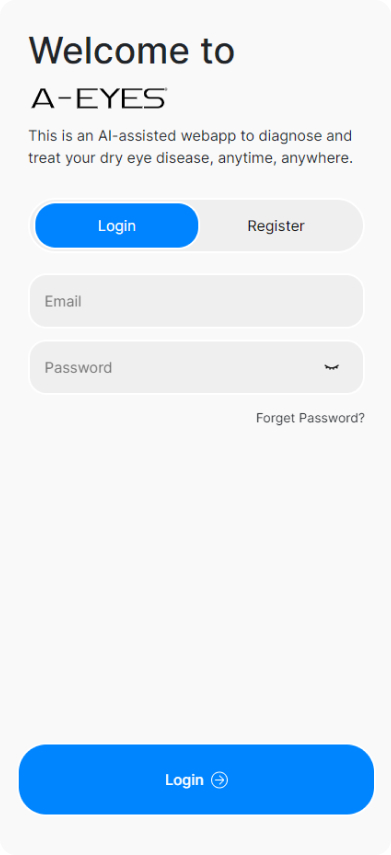 Welcome to
A-EYES
This is an AI-assisted webapp to diagnose and
treat your dry eye disease, anytime, anywhere.
Login
Register
Email
Password
Forget Password?
Login